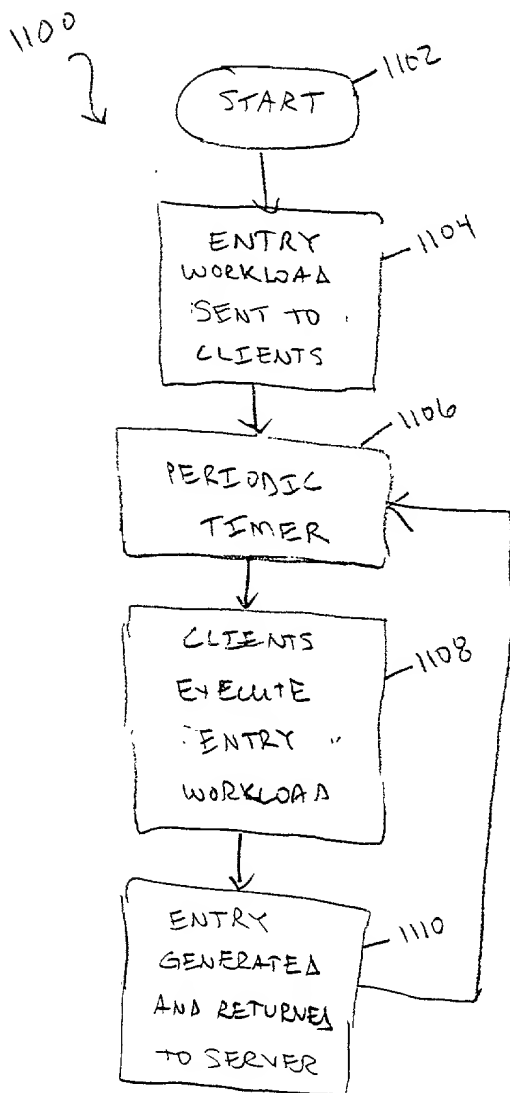 1100
1102
START
ENTRY
WORKLOAD
SENT TO
CLIENTS
1104
1106
PERIODIC
TIMER
CLIENTS
EXECUTE
ENTRY
WORKLOAD
1108
ENTRY
GENERATED
AND RETURNED
TO SERVER
1110